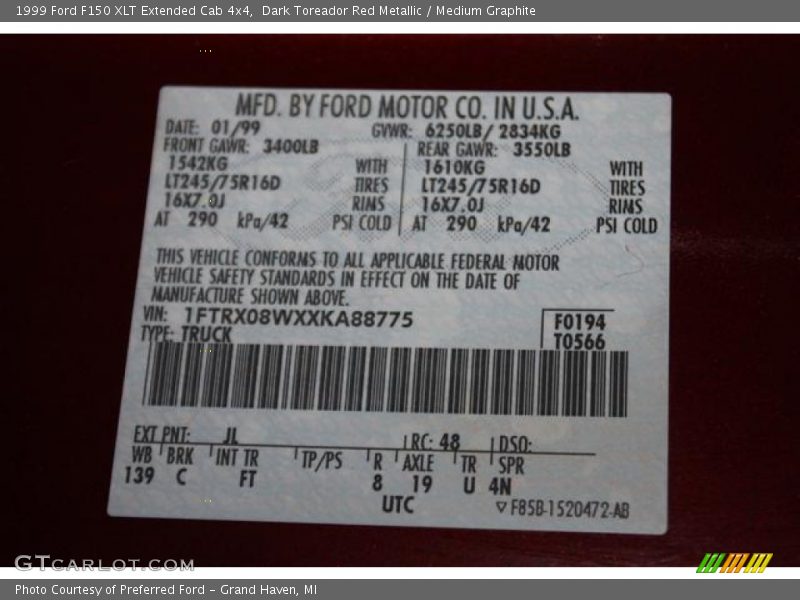 1999 Ford F150 XLT Extended Cab 4x4,  Dark Toreador Red Metallic / Medium Graphite
MFD. BY FORD MOTOR CO. IN U.S.A.
DATE: 01/99 GVWR: 6250LB/ 2834KG
FRONT GAWR: 3400LB REAR GAWR: 3550LB
1542KG WITH 1610KG WITH
LT245/75R16D TIRES LT245/75R16D TIRES
16X7.0J RIMS 16X7.0J RIMS
AT 290 kPa/42 PSI COLD AT 290 kPa/42 PSI COLD
THIS VEHICLE CONFORMS TO ALL APPLICABLE FEDERAL MOTOR
VEHICLE SAFETY STANDARDS IN EFFECT ON THE DATE OF
MANUFACTURE SHOWN ABOVE.
VIN: 1FTRX08WXXKA88775 F0194
TYPE: TRUCK T0566
EXT PNT: JL RC: 48 DSO:
WB BRK INT TR TP/PS R AXLE TR SPR
139 C FT 8 19 U 4N
UTC ▽F85B-1520472-AB
GTCARLOT.COM
Photo Courtesy of Preferred Ford – Grand Haven, MI